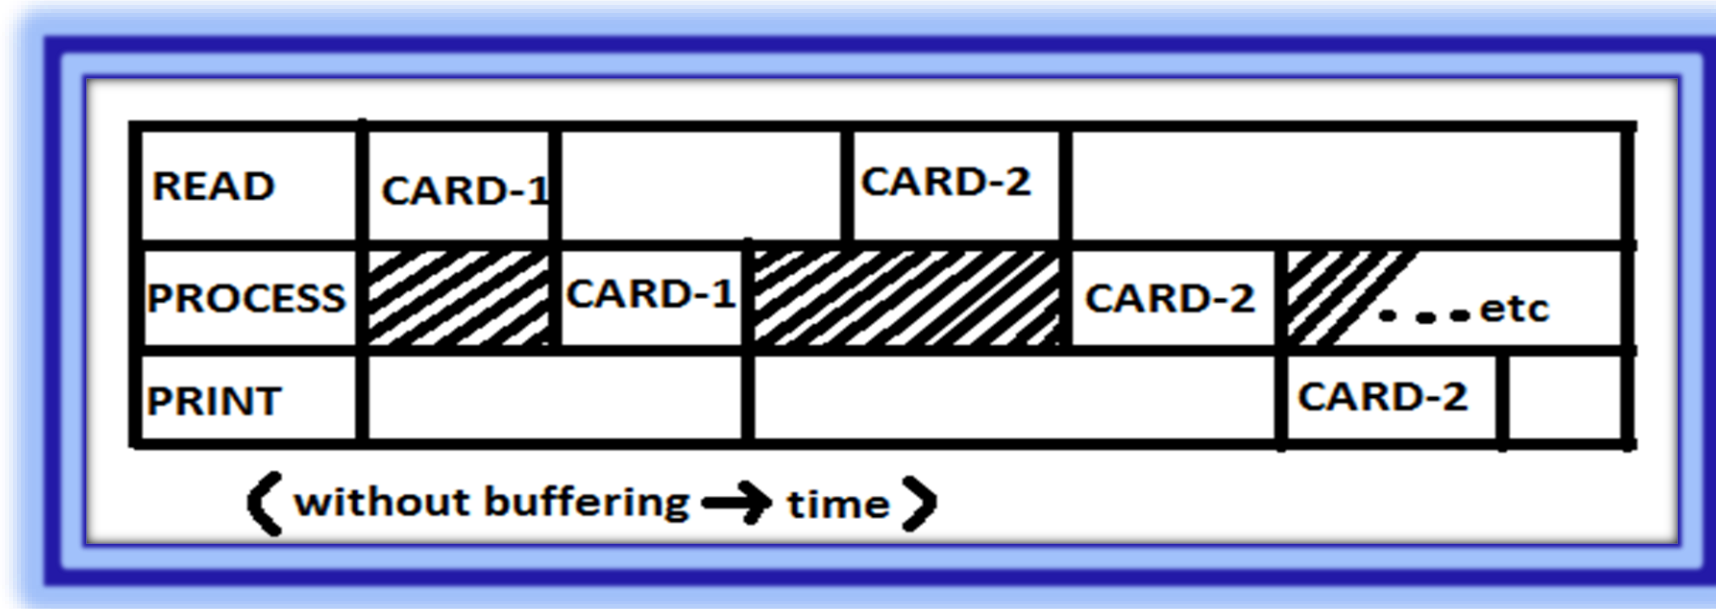 READ CARD-1 CARD-2
PROCESS CARD-1 CARD-2 ....etc
PRINT CARD-2
(without buffering → time)